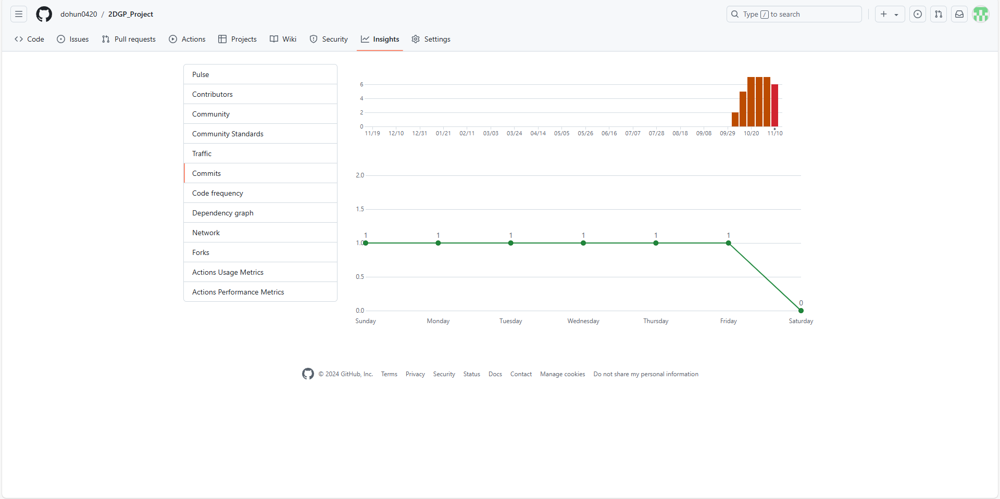 dohun0420 / 2DGP_Project
Type / to search
Code Issues Pull requests Actions Projects Wiki Security Insights Settings
Pulse
Contributors
Community
Community Standards
Traffic
Commits
Code frequency
Dependency graph
Network
Forks
Actions Usage Metrics
Actions Performance Metrics
6
4
2
0
11/19 12/10 12/31 01/21 02/11 03/03 03/24 04/14 05/05 05/26 06/16 07/07 07/28 08/18 09/08 09/29 10/20 11/10
2.0
1.5
1 1 1 1 1 1
1.0
0.5
0
0.0
Sunday Monday Tuesday Wednesday Thursday Friday Saturday
© 2024 GitHub, Inc. Terms Privacy Security Status Docs Contact Manage cookies Do not share my personal information